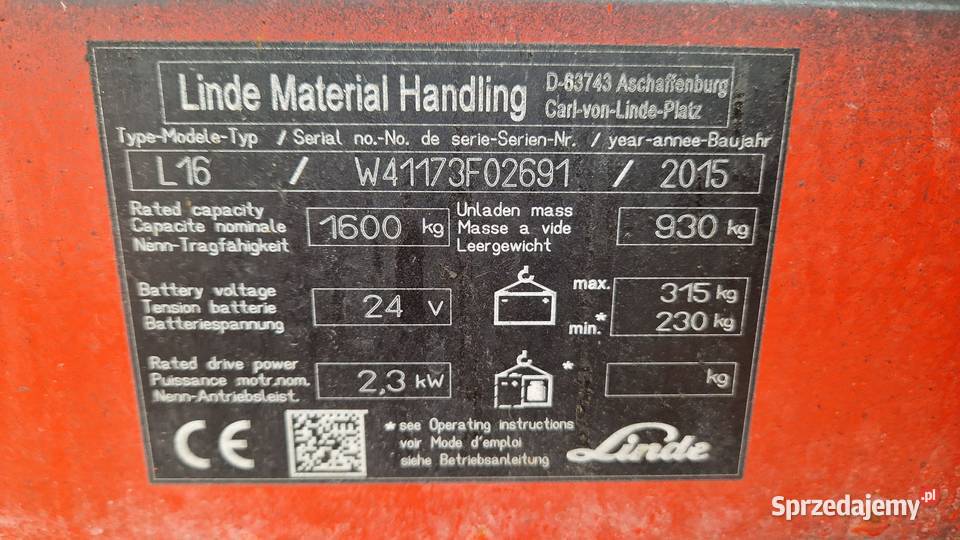 Linde Material Handling
D-63743 Aschaffenburg
Carl-von-Linde-Platz
Type-Modele-Typ / Serial no.-No. de serie-Serien-Nr. / year-annee-Baujahr
L16 / W41173F02691 / 2015
Rated capacity
Capacite nominale
Nenn-Tragfähigkeit
1600 kg
Unladen mass
Masse a vide
Leergewicht
930 kg
Battery voltage
Tension batterie
Batteriespannung
24 V
max. 315 kg
min.* 230 kg
Rated drive power
Puissance motr.nom.
Nenn-Antriebsleist.
2,3 kW
* kg
CE
* see Operating instructions
voir Mode d'emploi
siehe Betriebsanleitung
Linde
Sprzedajemy.pl